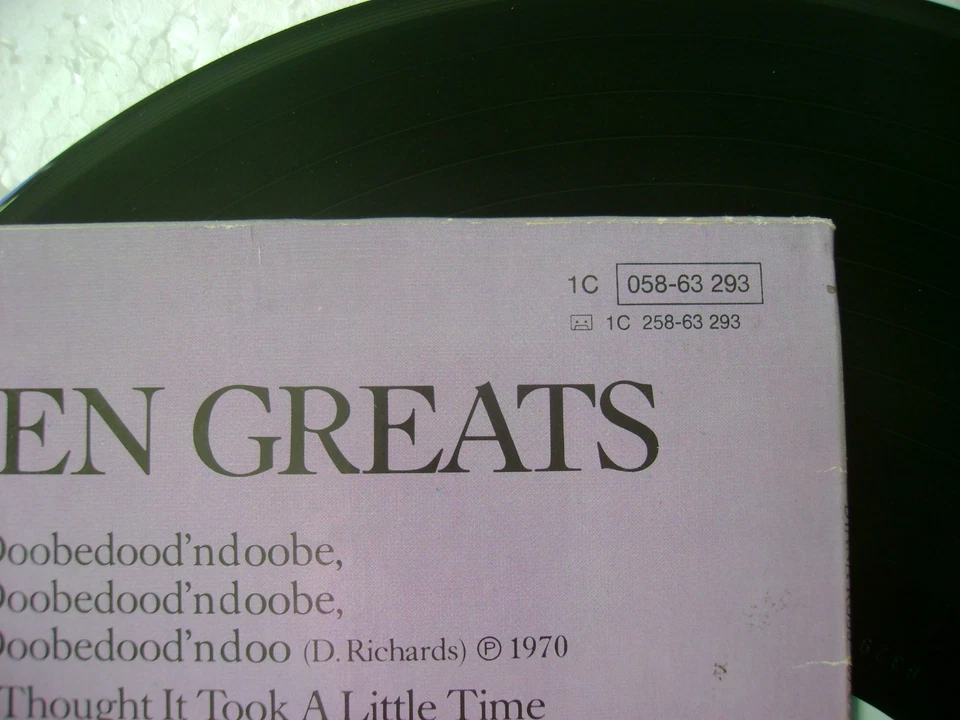 1C 058-63 293
1C 258-63 293
EN GREATS
Doobedood'ndoobe,
Doobedood'ndoobe,
Doobedood'ndoo (D. Richards) ℗ 1970
Thought It Took A Little Time